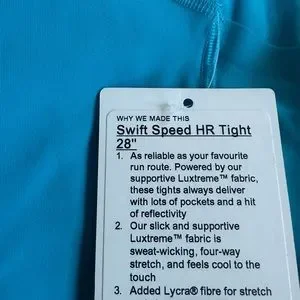 WHY WE MADE THIS
Swift Speed HR Tight
28"
1. As reliable as your favourite
run route. Powered by our
supportive Luxtreme™ fabric,
these tights always deliver
with lots of pockets and a hit
of reflectivity
2. Our slick and supportive
Luxtreme™ fabric is
sweat-wicking, four-way
stretch, and feels cool to the
touch
3. Added Lycra® fibre for stretch